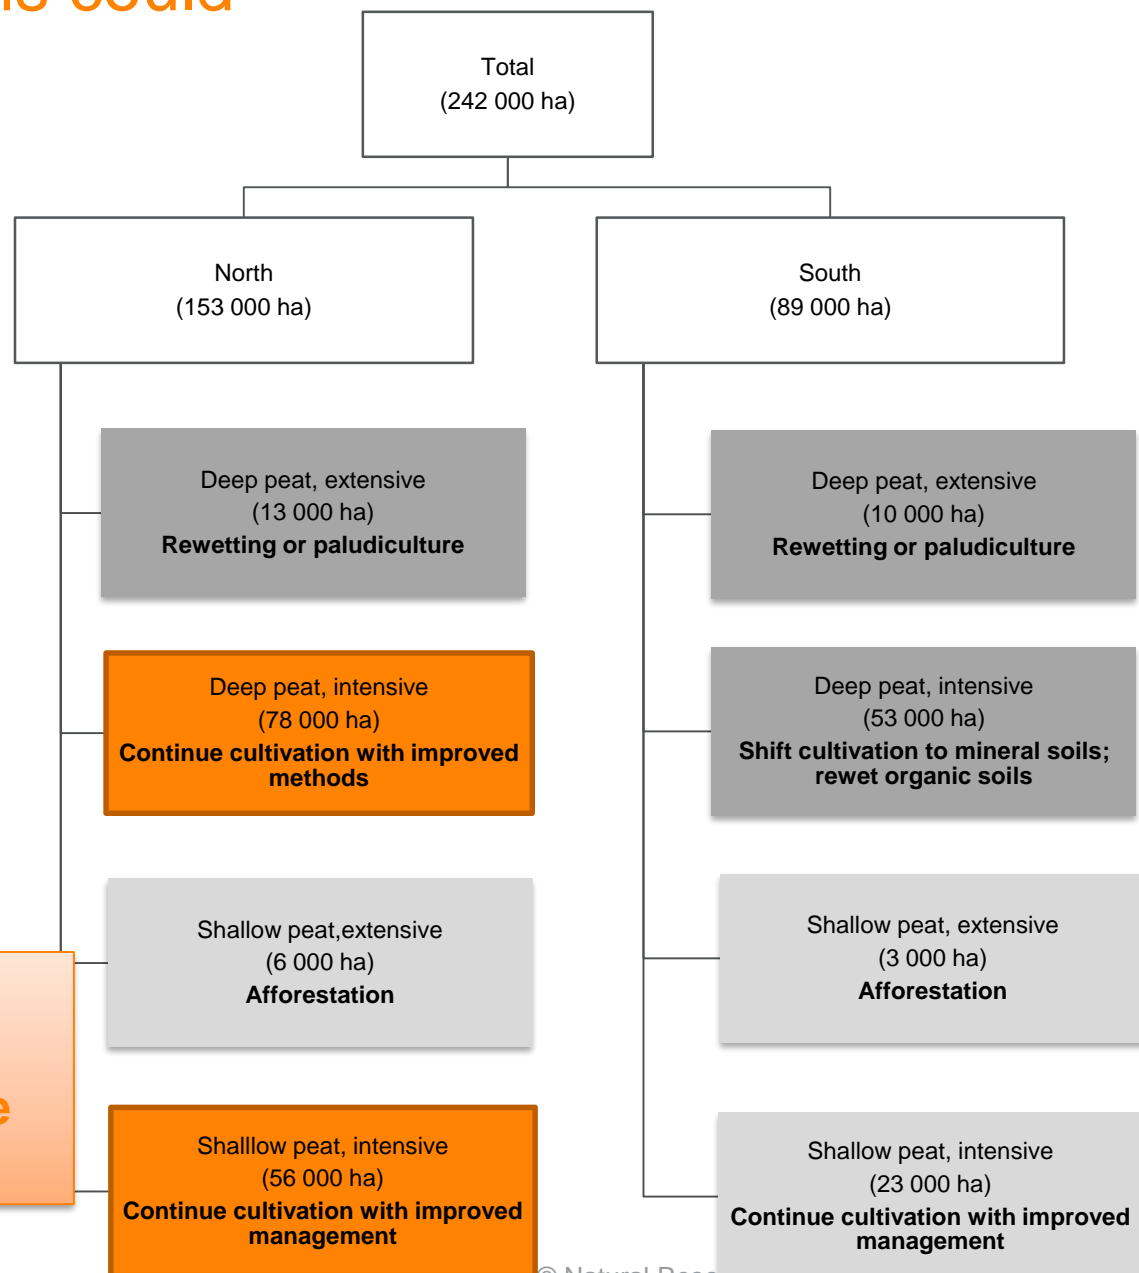 could
Total
(242 000 ha)
North
(153 000 ha)
South
(89 000 ha)
Deep peat, extensive
(13 000 ha)
Rewetting or paludiculture
Deep peat, extensive
(10 000 ha)
Rewetting or paludiculture
Deep peat, intensive
(78 000 ha)
Continue cultivation with improved
methods
Deep peat, intensive
(53 000 ha)
Shift cultivation to mineral soils;
rewet organic soils
Shallow peat,extensive
(6 000 ha)
Afforestation
Shallow peat, extensive
(3 000 ha)
Afforestation
Shalllow peat, intensive
(56 000 ha)
Continue cultivation with improved
management
Shallow peat, intensive
(23 000 ha)
Continue cultivation with improved
management
© Natural